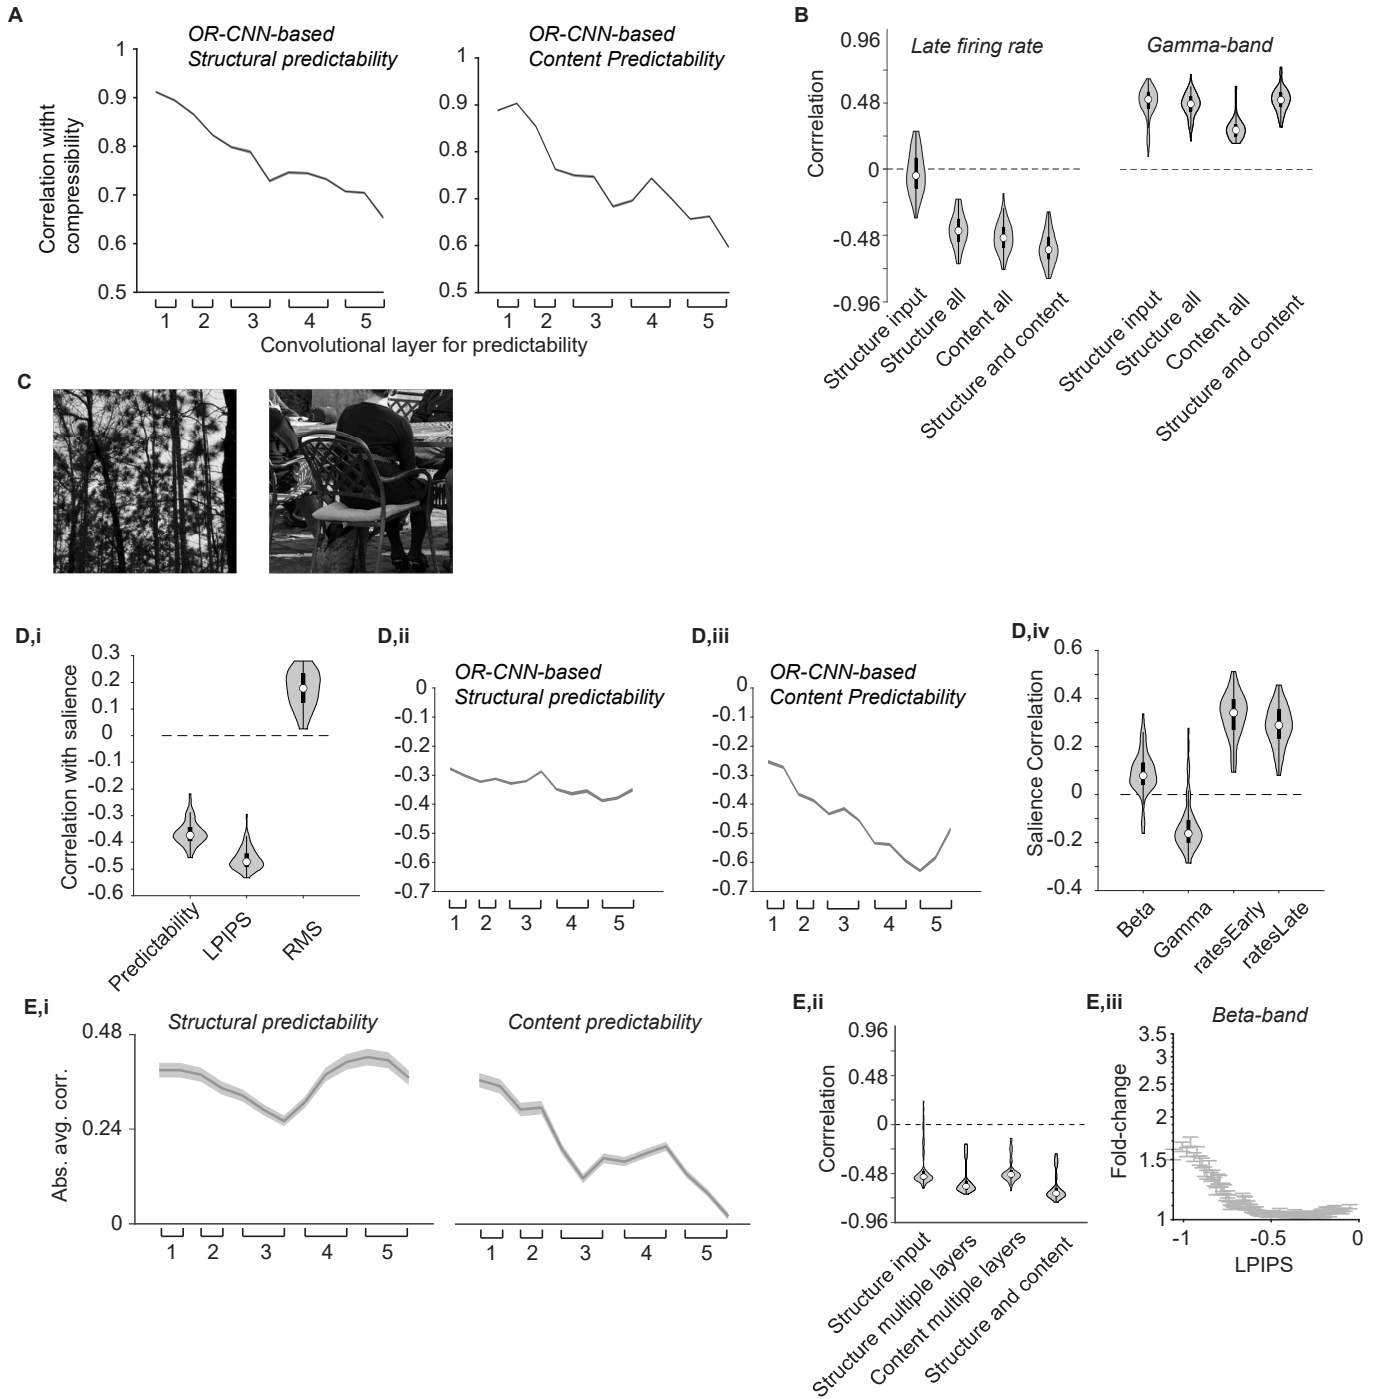 A
OR-CNN-based
Structural predictability
Correlation witht
compressibility
1
0.9
0.8
0.7
0.6
0.5
1 2 3 4 5
OR-CNN-based
Content Predictability
1
0.9
0.8
0.7
0.6
0.5
1 2 3 4 5
Convolutional layer for predictability
B
Late firing rate
Gamma-band
Corrrelation
0.96
0.48
0
-0.48
-0.96
Structure input
Structure all
Content all
Structure and content
Structure input
Structure all
Content all
Structure and content
C
D,i
Correlation with salience
0.3
0.2
0.1
0
-0.1
-0.2
-0.3
-0.4
-0.5
-0.6
Predictability
LPIPS
RMS
D,ii
OR-CNN-based
Structural predictability
0
-0.1
-0.2
-0.3
-0.4
-0.5
-0.6
-0.7
1 2 3 4 5
D,iii
OR-CNN-based
Content Predictability
0
-0.1
-0.2
-0.3
-0.4
-0.5
-0.6
-0.7
1 2 3 4 5
D,iv
Salience Correlation
0.6
0.4
0.2
0
-0.2
-0.4
Beta
Gamma
ratesEarly
ratesLate
E,i
Structural predictability
Abs. avg. corr.
0.48
0.24
0
1 2 3 4 5
Content predictability
1 2 3 4 5
E,ii
Corrrelation
0.96
0.48
0
-0.48
-0.96
Structure input
Structure multiple layers
Content multiple layers
Structure and content
E,iii
Beta-band
Fold-change
3.5
3
2.5
2
1.5
1
-1 -0.5 0
LPIPS